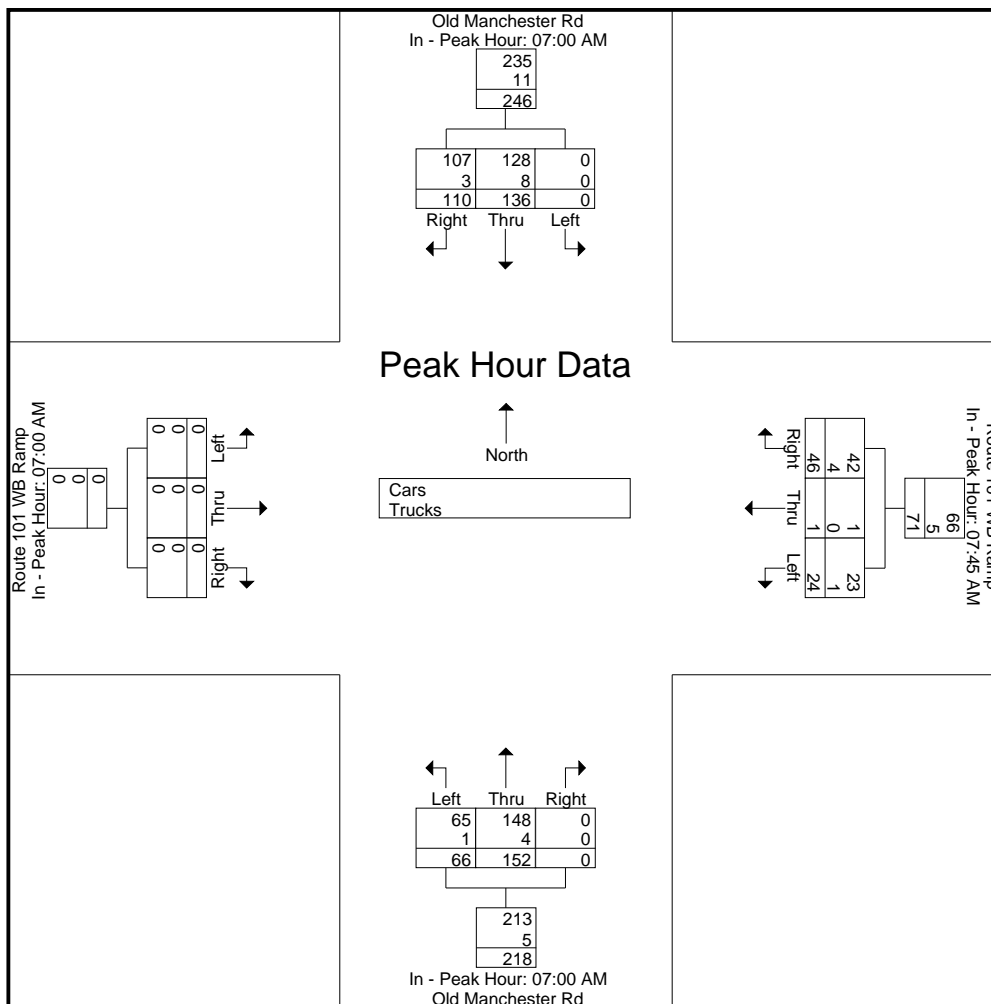 Old Manchester Rd
In - Peak Hour: 07:00 AM
235
11
246
107 128 0
3 8 0
110 136 0
Right Thru Left
Peak Hour Data
North
Cars
Trucks
Route 101 WB Ramp
In - Peak Hour: 07:00 AM
0
0
0
0 0 0
0 0 0
0 0 0
Left Thru Right
Route 101 WB Ramp
In - Peak Hour: 07:45 AM
66
5
71
42 1 23
4 0 1
46 1 24
Right Thru Left
Left Thru Right
65 148 0
1 4 0
66 152 0
213
5
218
In - Peak Hour: 07:00 AM
Old Manchester Rd